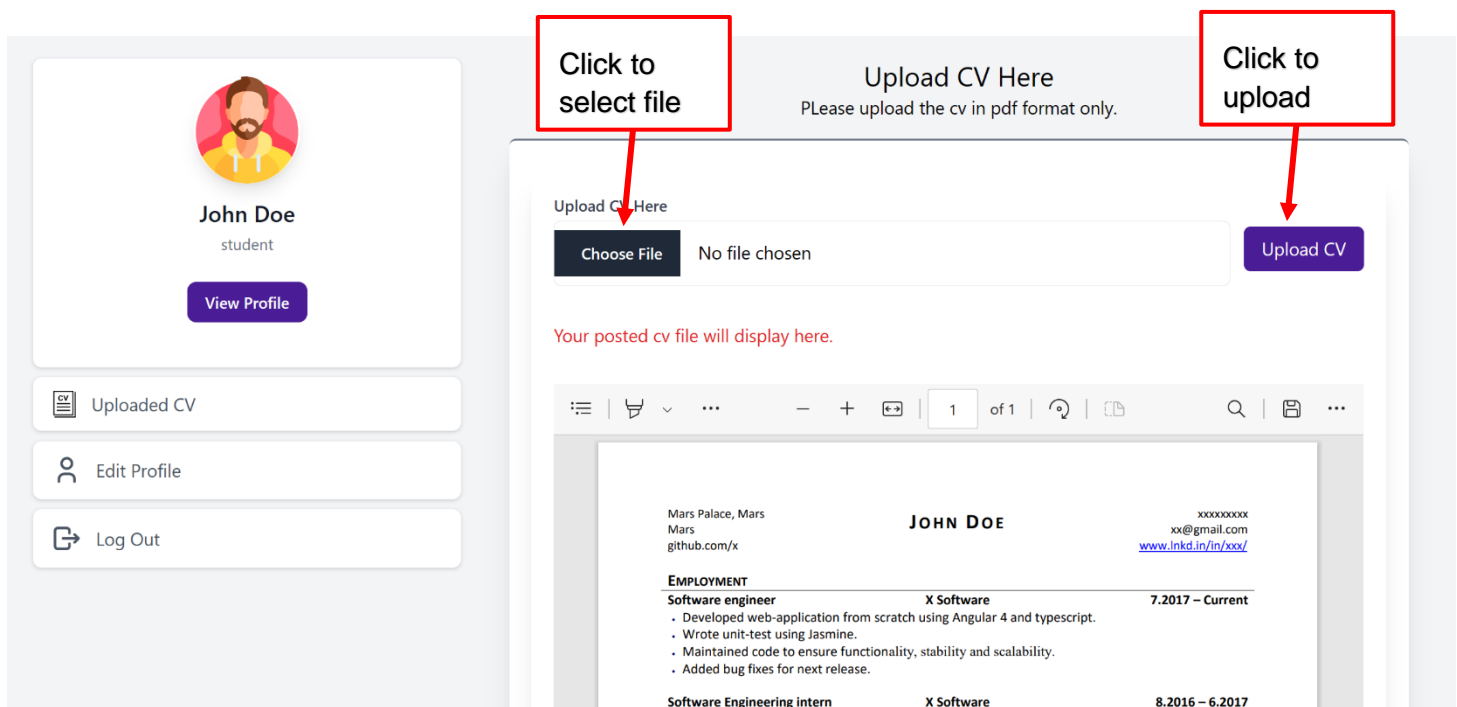 Click to
select file
Upload CV Here
PLease upload the cv in pdf format only.
Click to
upload
John Doe
student
View Profile
CV
Uploaded CV
Edit Profile
Log Out
Upload CV Here
Choose File No file chosen
Upload CV
Your posted cv file will display here.
1 of 1
Mars Palace, Mars
Mars
github.com/x
JOHN DOE
xxxxxxxxx
xx@gmail.com
www.lnkd.in/in/xxx/
EMPLOYMENT
Software engineer X Software 7.2017 – Current
• Developed web-application from scratch using Angular 4 and typescript.
• Wrote unit-test using Jasmine.
• Maintained code to ensure functionality, stability and scalability.
• Added bug fixes for next release.
Software Engineering intern X Software 8.2016 – 6.2017